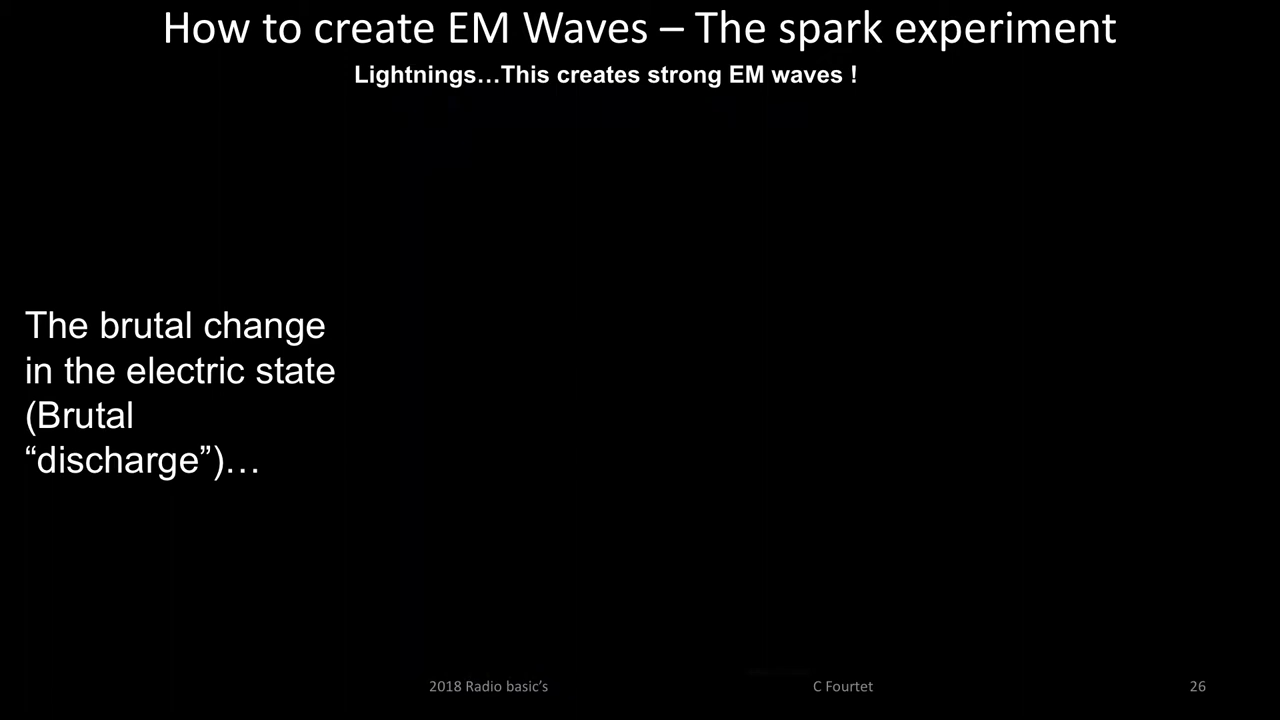 How to create EM Waves – The spark experiment
Lightnings…This creates strong EM waves !
The brutal change
in the electric state
(Brutal
“discharge”)…
2018 Radio basic’s
C Fourtet
26